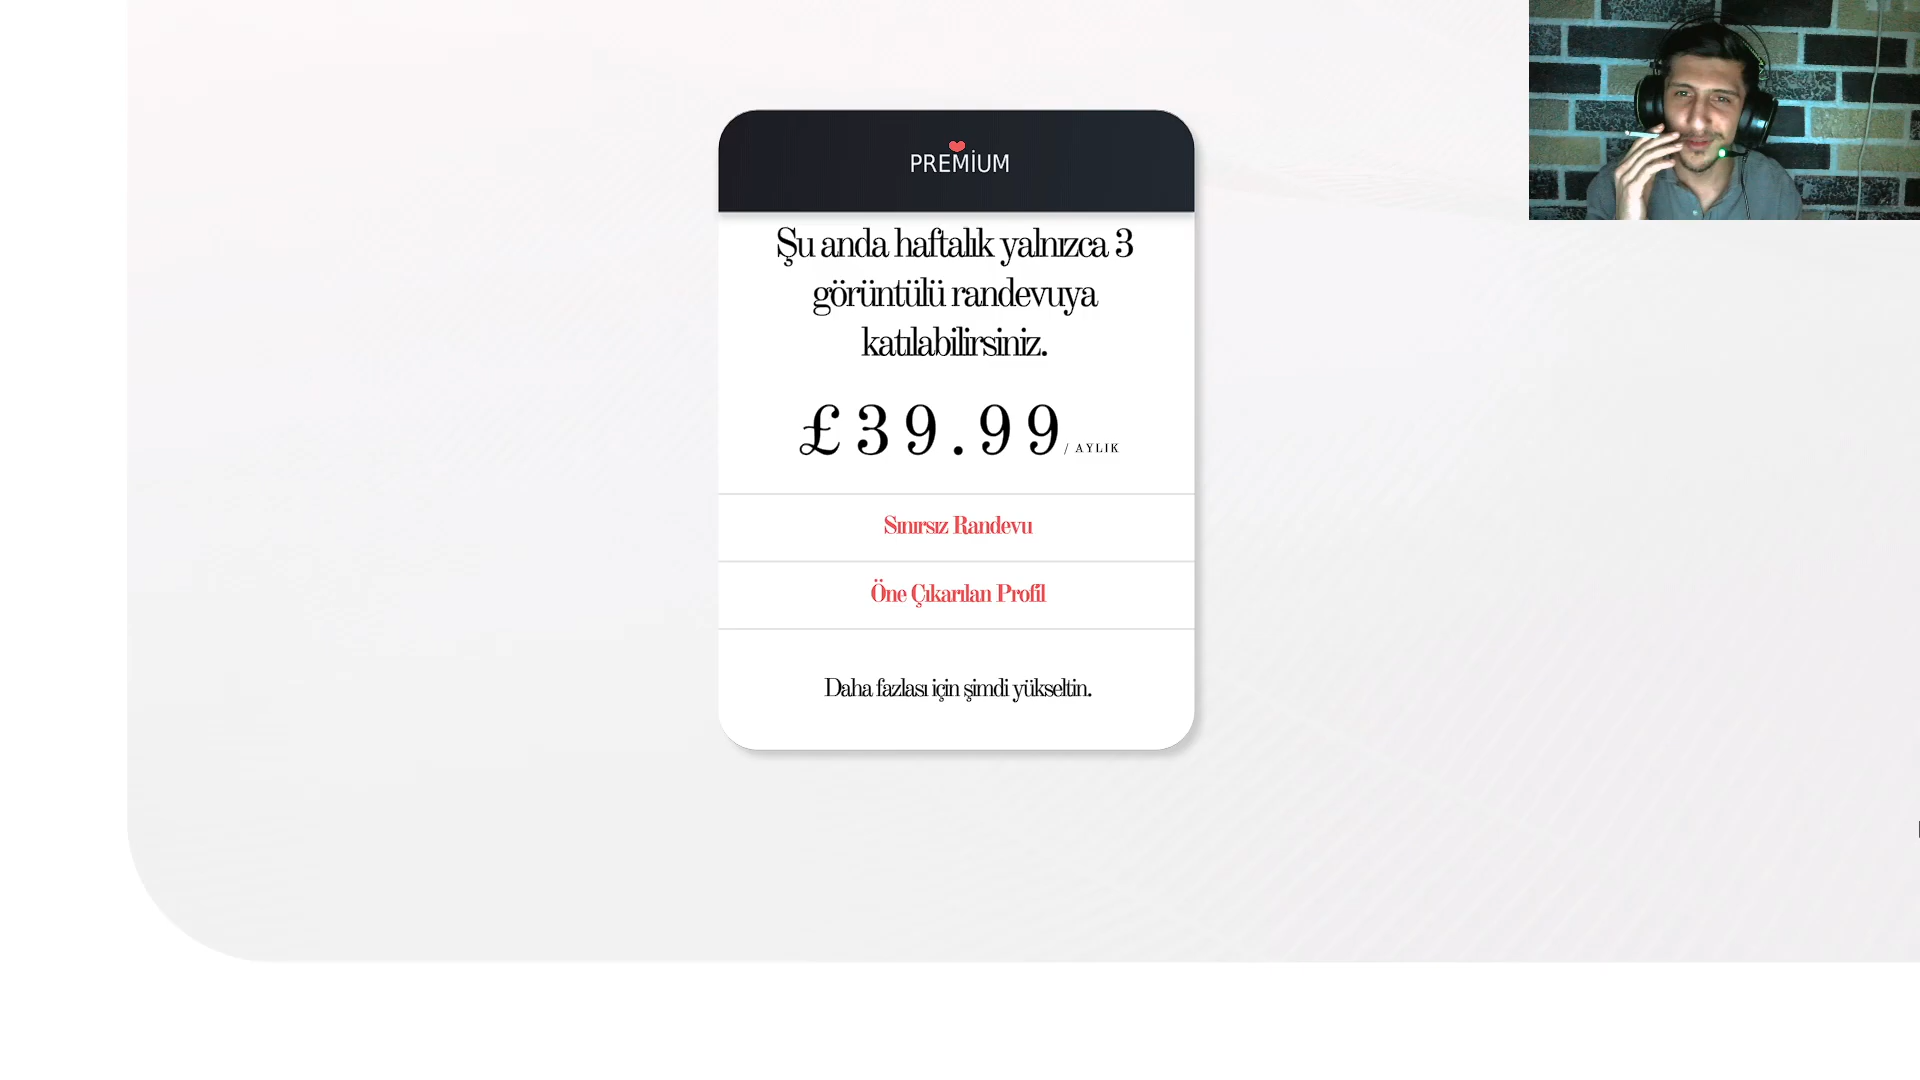 PREMİUM
Şu anda haftalık yalnızca 3
görüntülü randevuya
katılabilirsiniz.
£39.99/ AYLIK
Sınırsız Randevu
Öne Çıkarılan Profil
Daha fazlası için şimdi yükseltin.